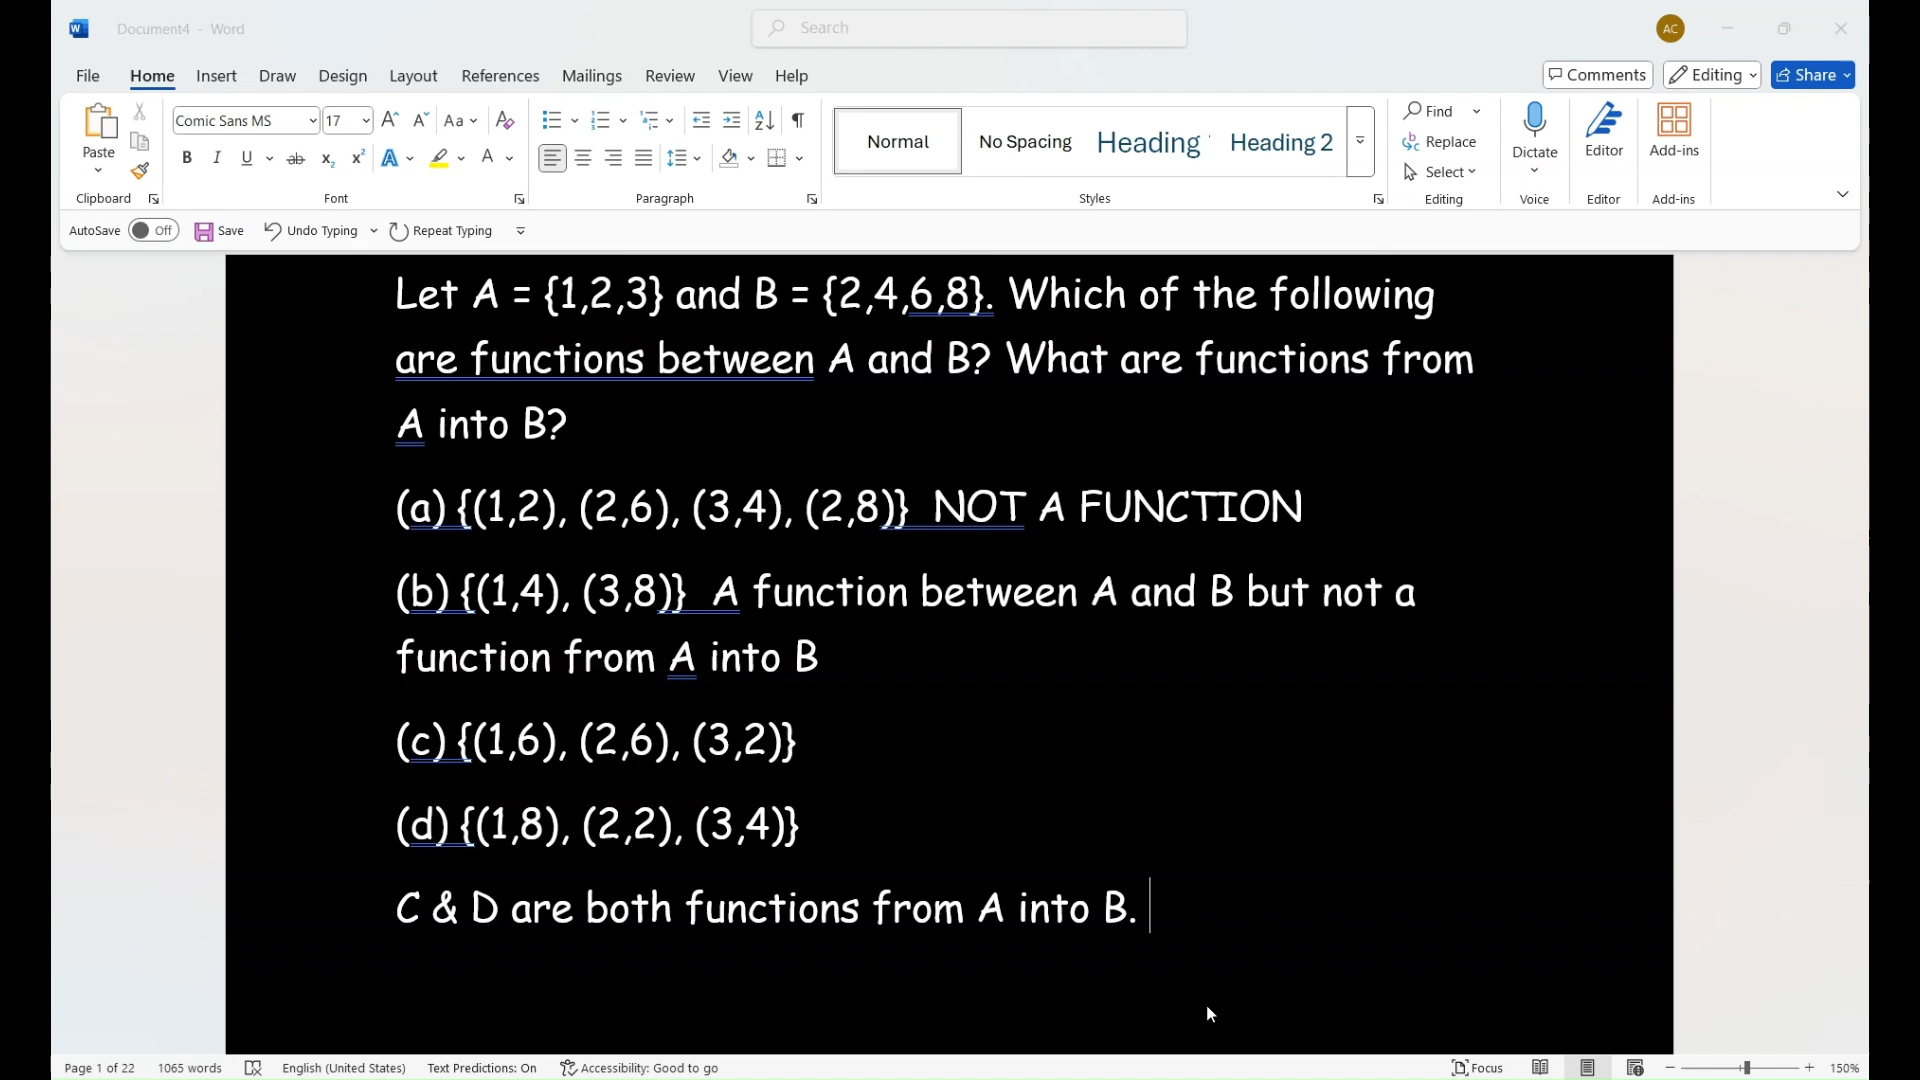 Document4 - Word
Search
AC
File Home Insert Draw Design Layout References Mailings Review View Help
Comments Editing Share
Comic Sans MS 17 Aa
Normal No Spacing Heading Heading 2
Find
Replace
Select
Paste
Dictate Editor Add-ins
Clipboard Font Paragraph Styles Editing Voice Editor Add-ins
AutoSave Off Save Undo Typing Repeat Typing
Let A = {1,2,3} and B = {2,4,6,8}. Which of the following
are functions between A and B? What are functions from
A into B?
(a) {(1,2), (2,6), (3,4), (2,8)} NOT A FUNCTION
(b) {(1,4), (3,8)} A function between A and B but not a
function from A into B
(c) {(1,6), (2,6), (3,2)}
(d) {(1,8), (2,2), (3,4)}
C & D are both functions from A into B.
Page 1 of 22 1065 words English (United States) Text Predictions: On Accessibility: Good to go Focus 150%